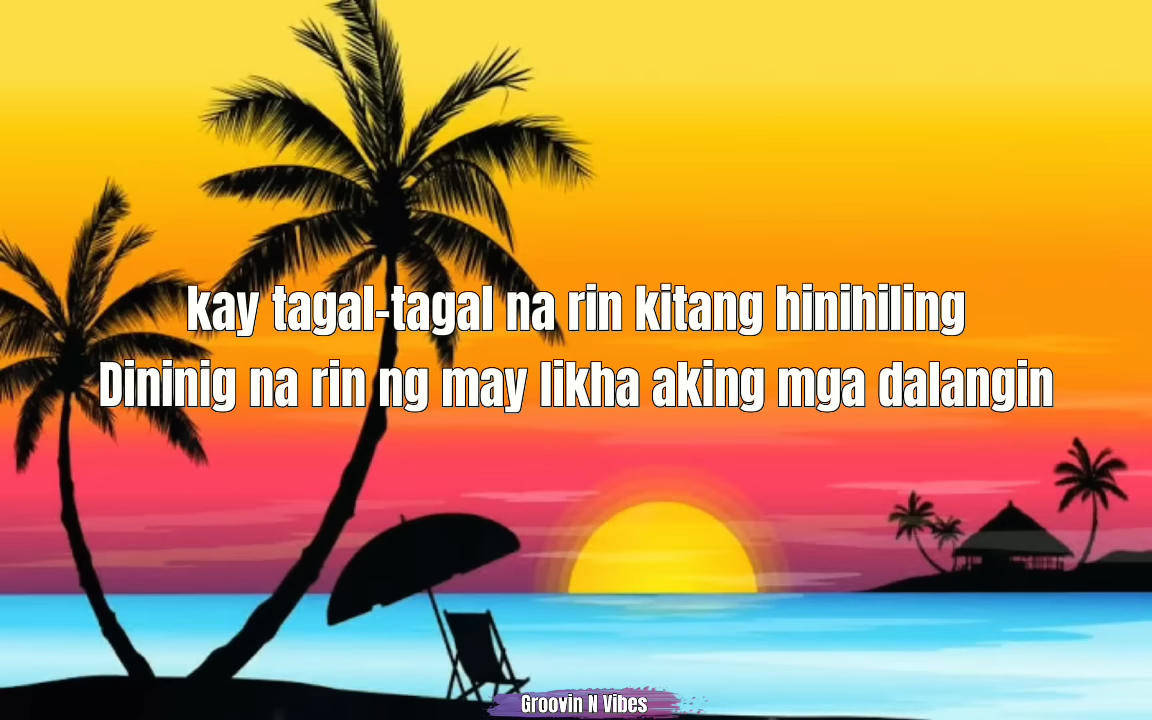 kay tagal-tagal na rin kitang hinihiling
Dininig na rin ng may likha aking mga dalangin
Groovin N Vibes